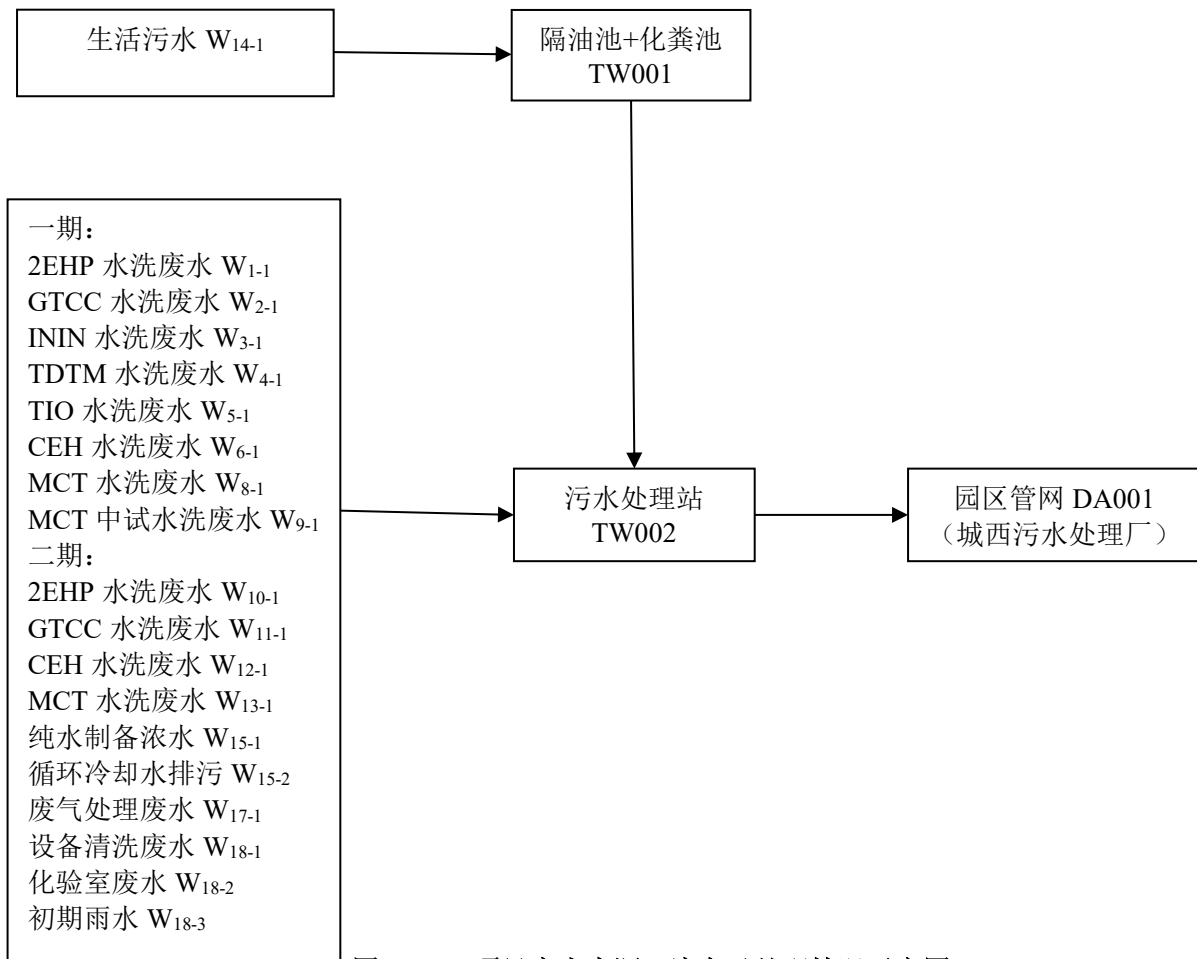 生活污水 W14-1
隔油池+化粪池
TW001
一期：
2EHP 水洗废水 W1-1
GTCC 水洗废水 W2-1
ININ 水洗废水 W3-1
TDTM 水洗废水 W4-1
TIO 水洗废水 W5-1
CEH 水洗废水 W6-1
MCT 水洗废水 W8-1
MCT 中试水洗废水 W9-1
二期：
2EHP 水洗废水 W10-1
GTCC 水洗废水 W11-1
CEH 水洗废水 W12-1
MCT 水洗废水 W13-1
纯水制备浓水 W15-1
循环冷却水排污 W15-2
废气处理废水 W17-1
设备清洗废水 W18-1
化验室废水 W18-2
初期雨水 W18-3
污水处理站
TW002
园区管网 DA001
（城西污水处理厂）